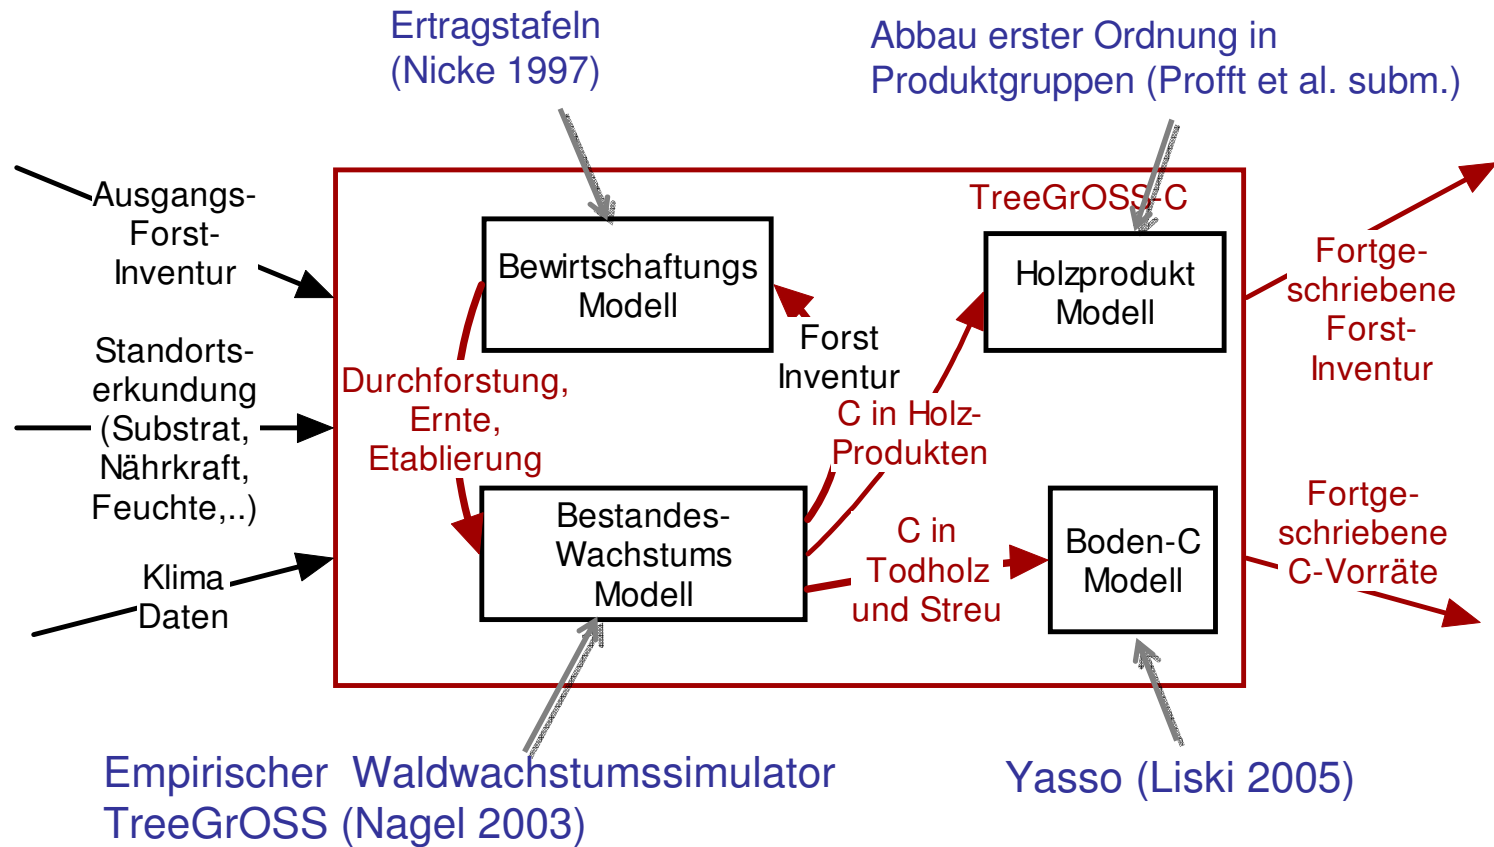 Ertragstafeln
(Nicke 1997)
Abbau erster Ordnung in
Produktgruppen (Profft et al. subm.)
Ausgangs-
Forst-
Inventur
Standorts-
erkundung
(Substrat,
Nährkraft,
Feuchte,..)
Klima
Daten
TreeGrOSS-C
Bewirtschaftungs
Modell
Holzprodukt
Modell
Forst
Inventur
Durchforstung,
Ernte,
Etablierung
C in Holz-
Produkten
Bestandes-
Wachstums
Modell
C in
Todholz
und Streu
Boden-C
Modell
Fortge-
schriebene
Forst-
Inventur
Fortge-
schriebene
C-Vorräte
Empirischer Waldwachstumssimulator
TreeGrOSS (Nagel 2003)
Yasso (Liski 2005)